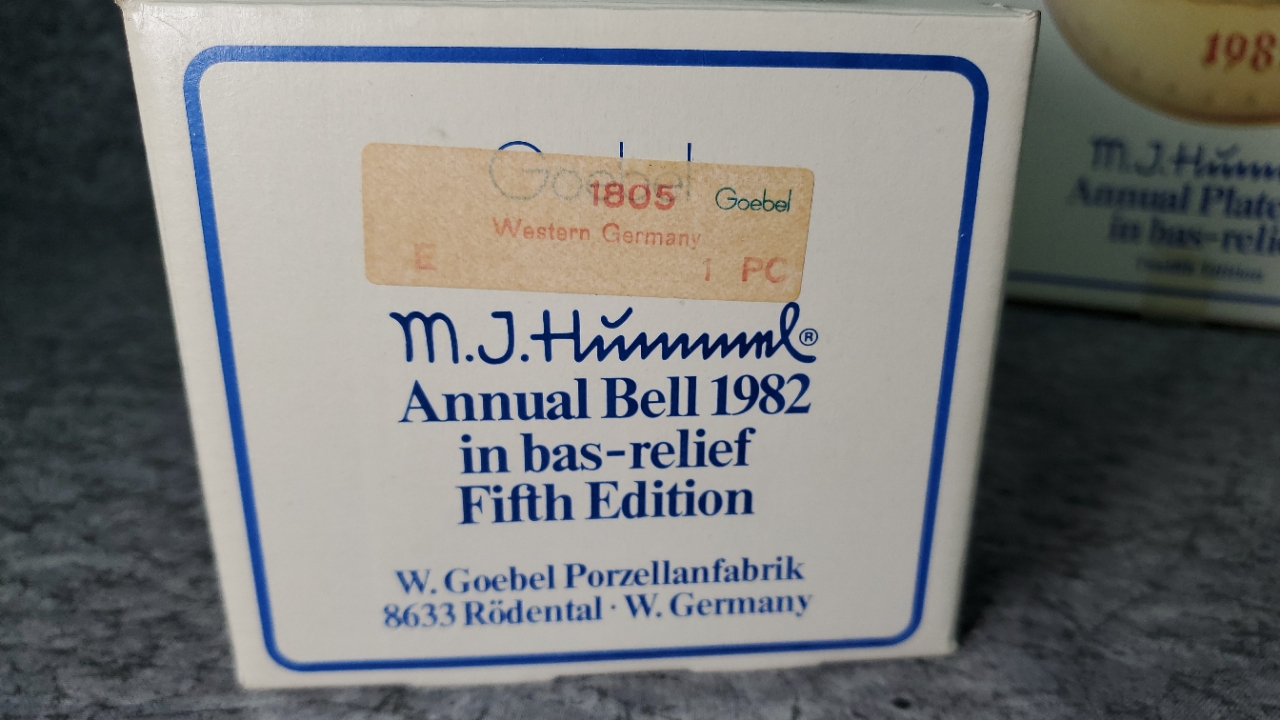 Goebel
1805 Goebel
Western Germany
E 1 PC
M.J.Hummel®
Annual Bell 1982
in bas-relief
Fifth Edition
W. Goebel Porzellanfabrik
8633 Rödental · W. Germany
198
M.J.Humm
Annual Plate
in bas-relie